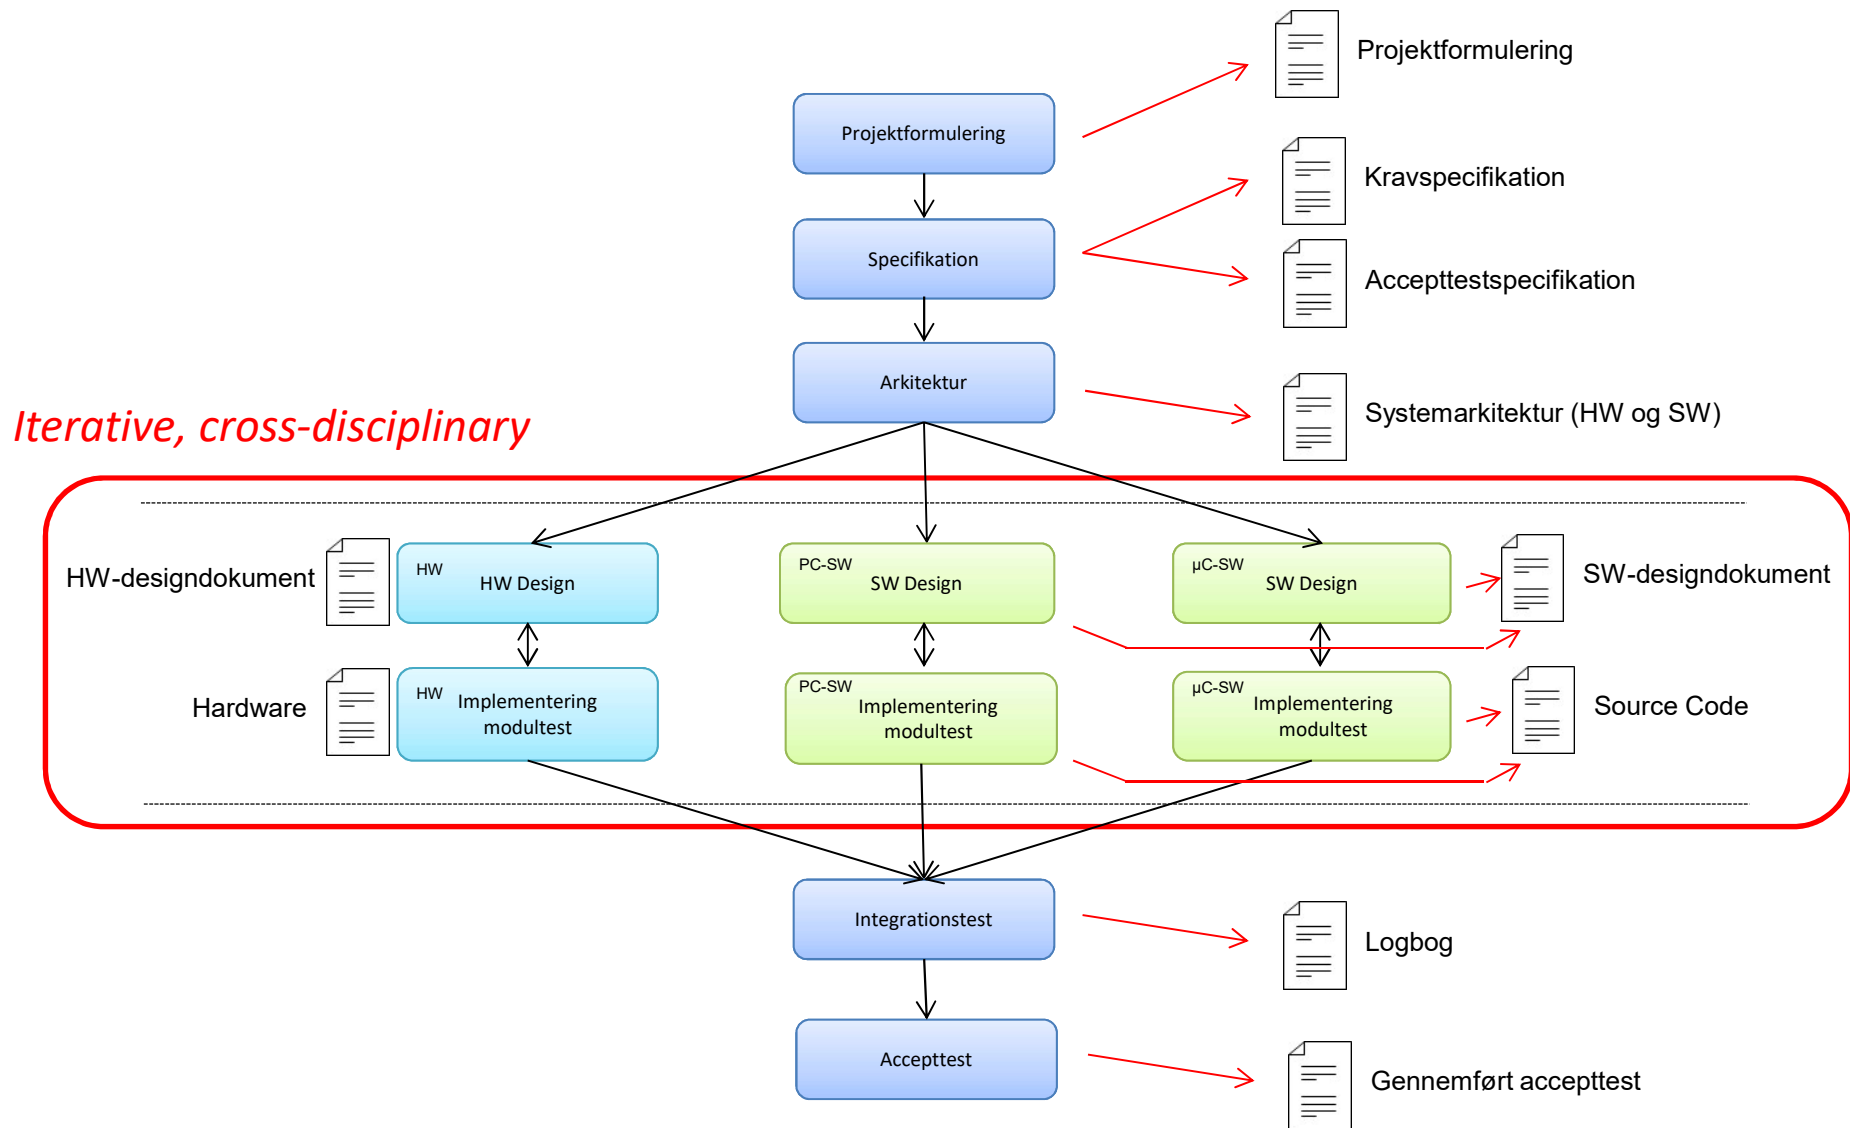 Projektformulering
Projektformulering
Kravspecifikation
Specifikation
Accepttestspecifikation
Arkitektur
Systemarkitektur (HW og SW)
Iterative, cross-disciplinary
HW-designdokument
HW
HW Design
PC-SW
SW Design
µC-SW
SW Design
SW-designdokument
Hardware
HW
Implementering
modultest
PC-SW
Implementering
modultest
µC-SW
Implementering
modultest
Source Code
Integrationstest
Logbog
Accepttest
Gennemført accepttest